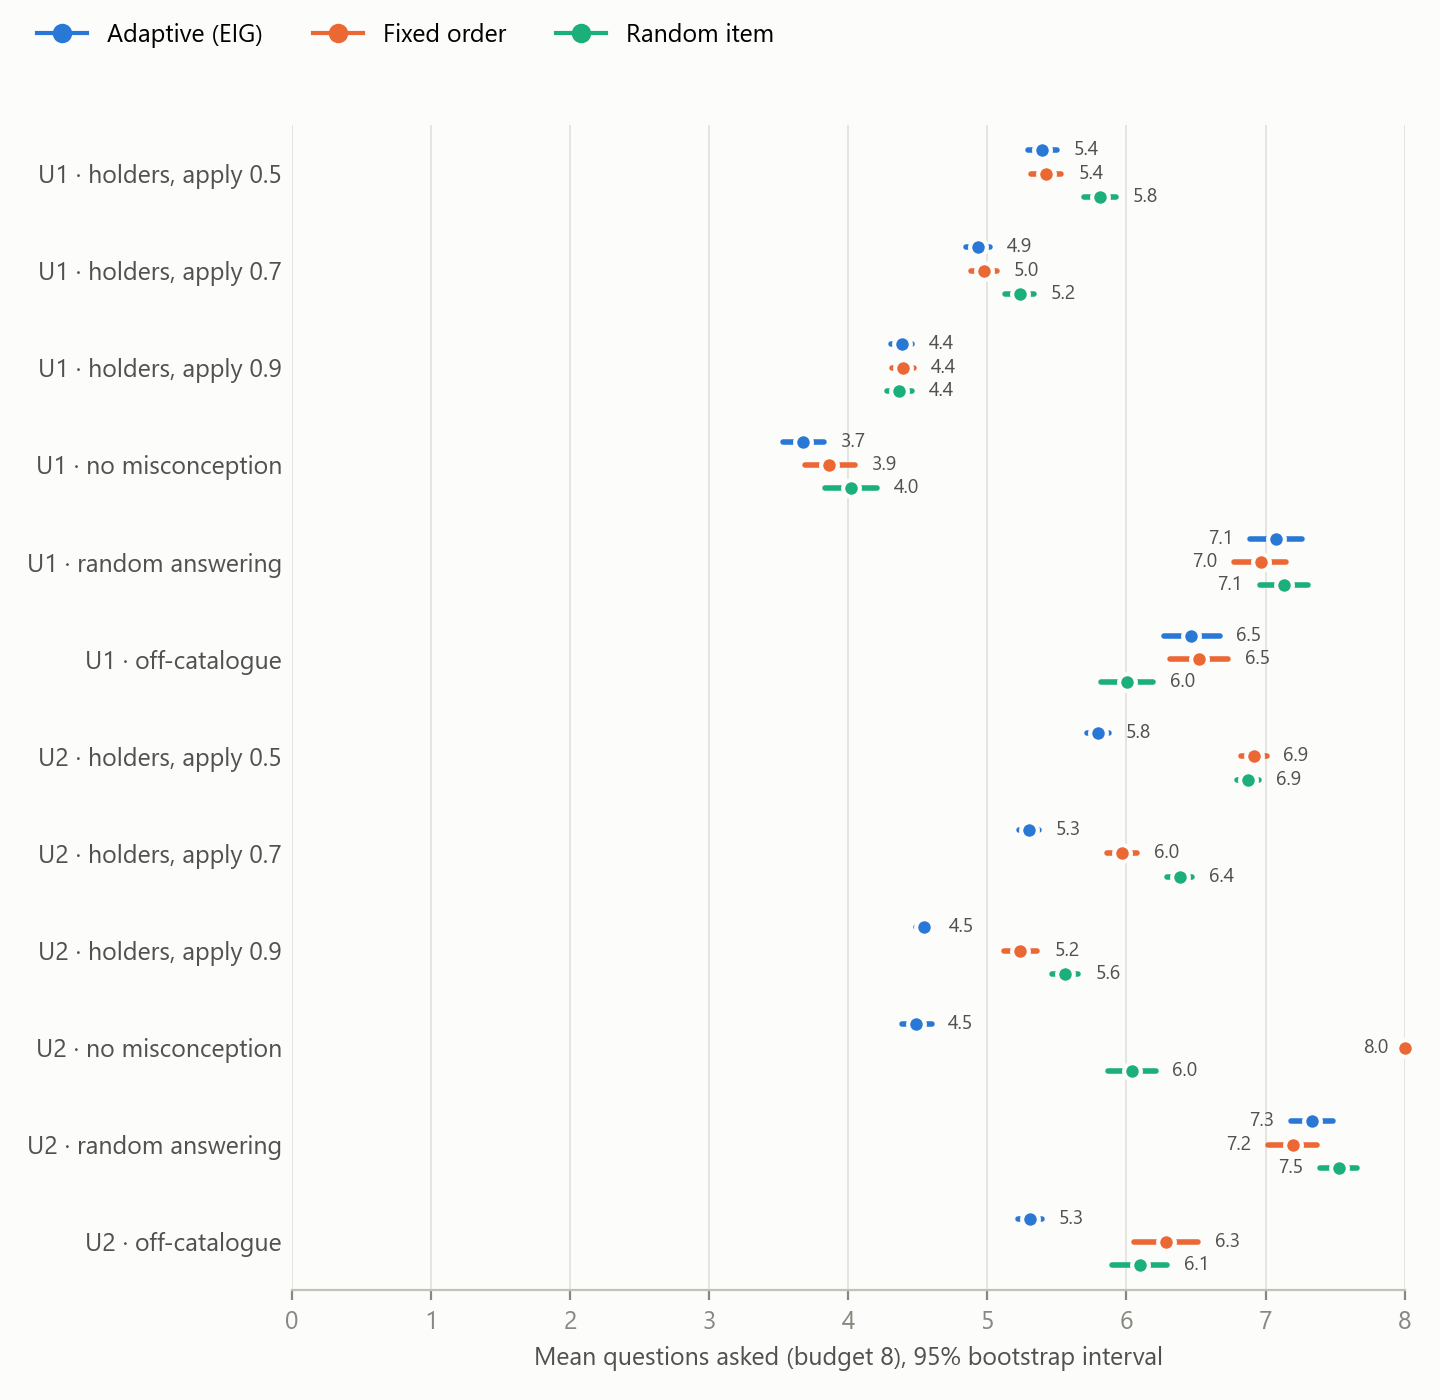 Adaptive (EIG) Fixed order Random item
U1 · holders, apply 0.5
5.4
5.4
5.8
U1 · holders, apply 0.7
4.9
5.0
5.2
U1 · holders, apply 0.9
4.4
4.4
4.4
U1 · no misconception
3.7
3.9
4.0
U1 · random answering
7.1
7.0
7.1
U1 · off-catalogue
6.5
6.5
6.0
U2 · holders, apply 0.5
5.8
6.9
6.9
U2 · holders, apply 0.7
5.3
6.0
6.4
U2 · holders, apply 0.9
4.5
5.2
5.6
U2 · no misconception
4.5
8.0
6.0
U2 · random answering
7.3
7.2
7.5
U2 · off-catalogue
5.3
6.3
6.1
0 1 2 3 4 5 6 7 8
Mean questions asked (budget 8), 95% bootstrap interval